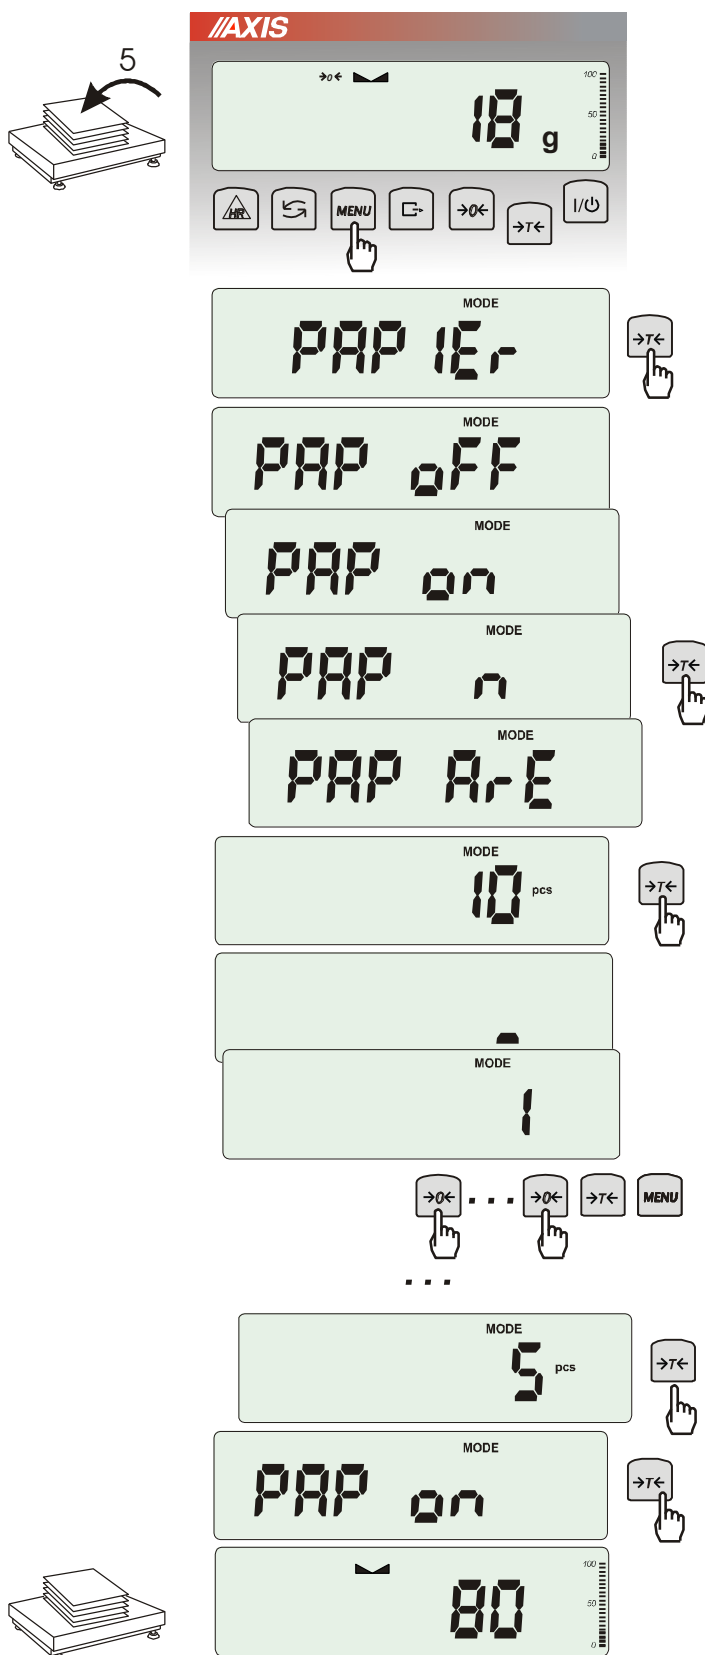 //AXIS
5
→0←
100
50
0
18 g
HR
MENU
→0←
→T←
I/⏻
MODE
PAPIEr
→T←
MODE
PAP oFF
MODE
PAP on
MODE
PAP n
→T←
MODE
PAP ArE
MODE
10 pcs
→T←
-
MODE
1
→0← ... →0← →T← MENU
...
MODE
5 pcs
→T←
MODE
PAP on
→T←
100
50
0
80